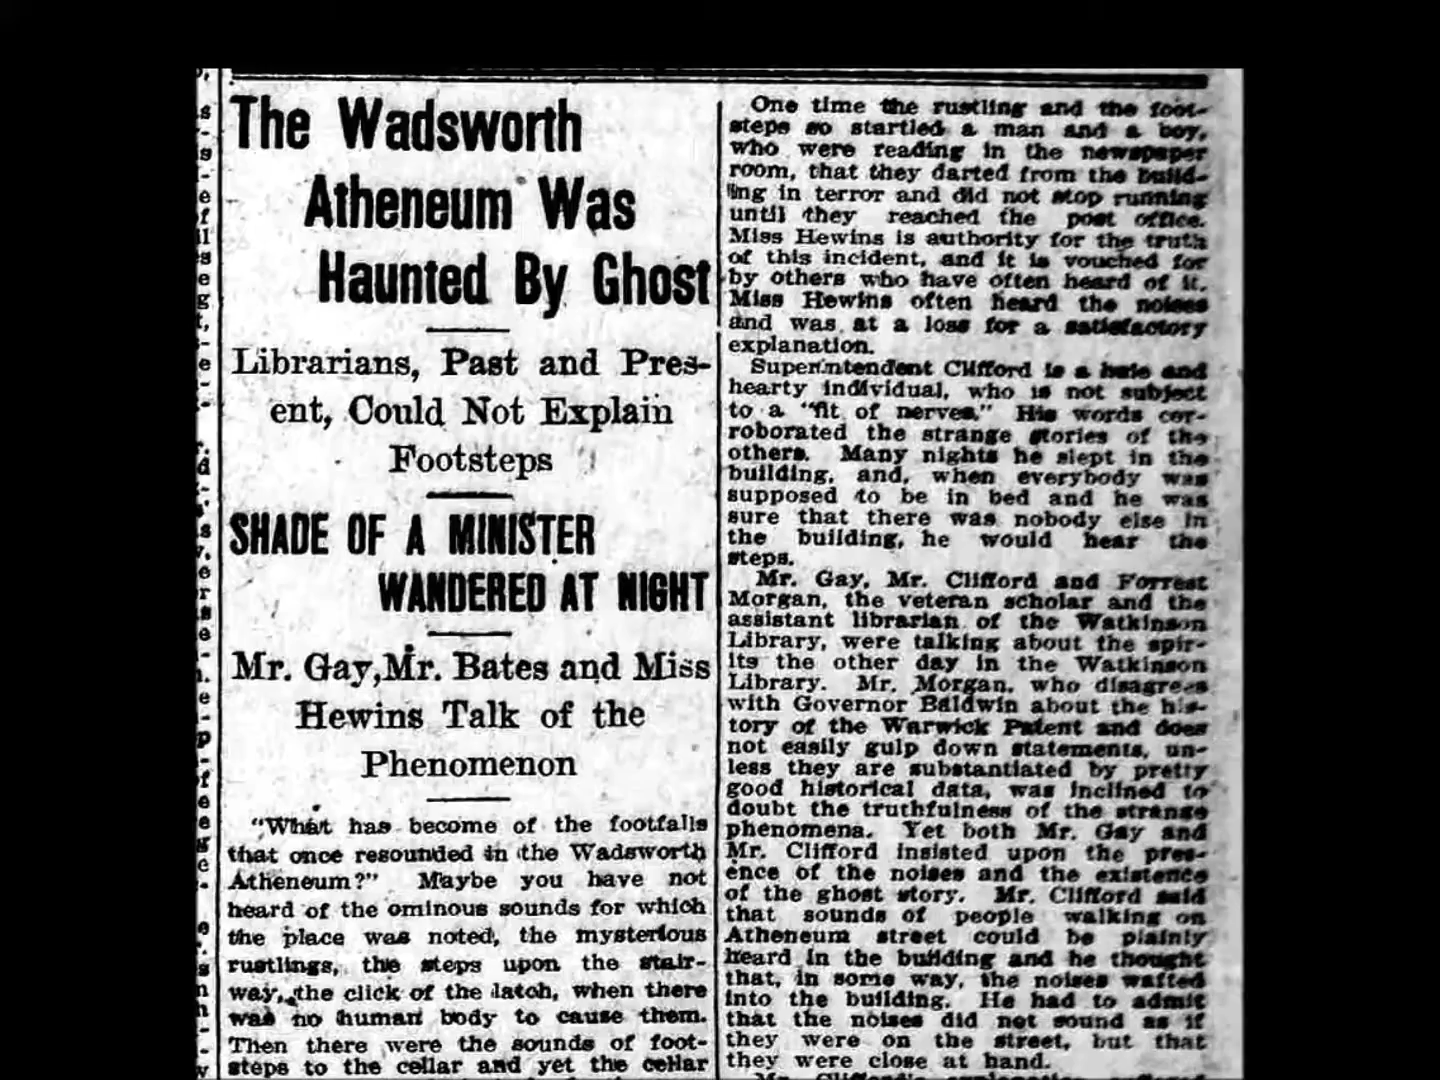 The Wadsworth
Atheneum Was
Haunted By Ghost
Librarians, Past and Pres-
ent, Could Not Explain
Footsteps
SHADE OF A MINISTER
WANDERED AT NIGHT
Mr. Gay, Mr. Bates and Miss
Hewins Talk of the
Phenomenon
"What has become of the footfalls
that once resounded in the Wadsworth
Atheneum?" Maybe you have not
heard of the ominous sounds for which
the place was noted, the mysterious
rustlings, the steps upon the stair-
way, the click of the latch, when there
was no human body to cause them.
Then there were the sounds of foot-
steps to the cellar and yet the cellar
One time the rustling and the foot-
steps so startled a man and a boy,
who were reading in the newspaper
room, that they darted from the build-
ing in terror and did not stop running
until they reached the post office.
Miss Hewins is authority for the truth
of this incident, and it is vouched for
by others who have often heard of it.
Miss Hewins often heard the noises
and was at a loss for a satisfactory
explanation.
Superintendent Clifford is a hale and
hearty individual, who is not subject
to a "fit of nerves." His words cor-
roborated the strange stories of the
others. Many nights he slept in the
building, and, when everybody was
supposed to be in bed and he was
sure that there was nobody else in
the building, he would hear the
steps.
Mr. Gay, Mr. Clifford and Forrest
Morgan, the veteran scholar and the
assistant librarian of the Watkinson
Library, were talking about the spir-
its the other day in the Watkinson
Library. Mr. Morgan, who disagrees
with Governor Baldwin about the his-
tory of the Warwick Patent and does
not easily gulp down statements, un-
less they are substantiated by pretty
good historical data, was inclined to
doubt the truthfulness of the strange
phenomena. Yet both Mr. Gay and
Mr. Clifford insisted upon the pres-
ence of the noises and the existence
of the ghost story. Mr. Clifford said
that sounds of people walking on
Atheneum street could be plainly
heard in the building and he thought
that, in some way, the noises wafted
into the building. He had to admit
that the noises did not sound as if
they were on the street, but that
they were close at hand.